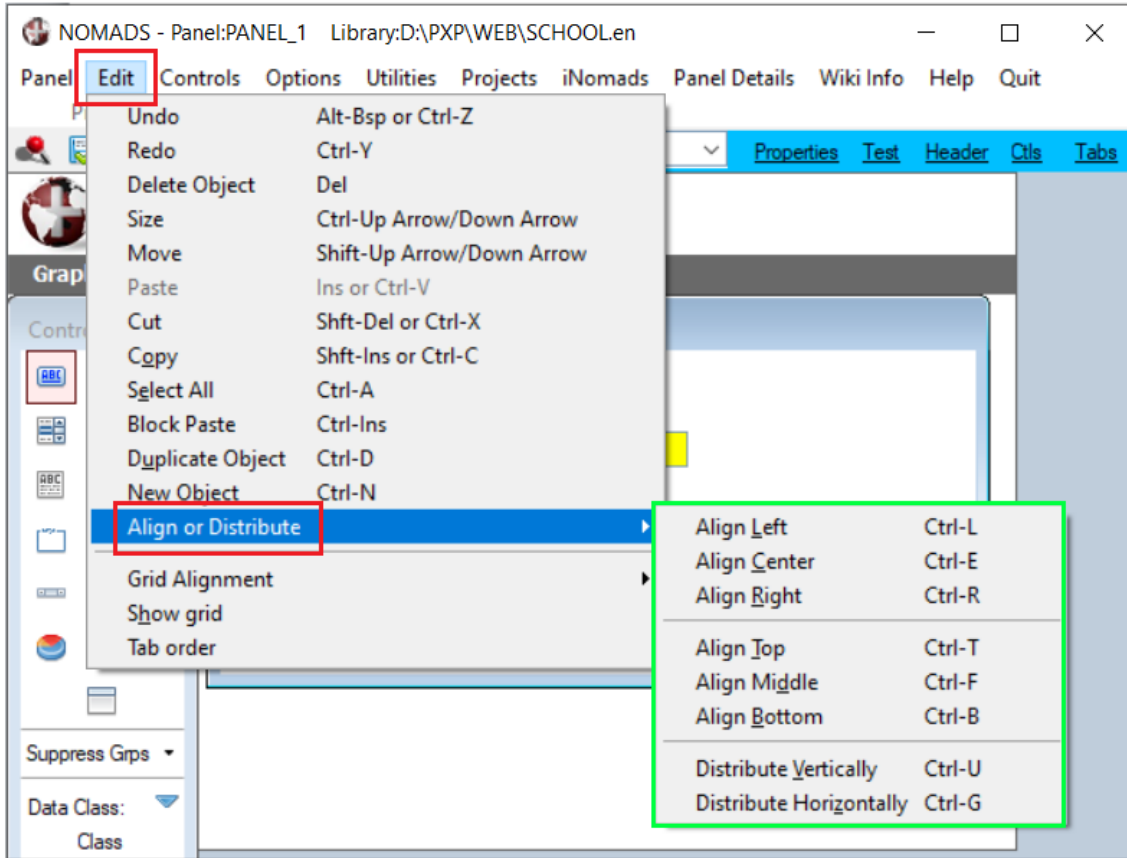 NOMADS - Panel:PANEL_1 Library:D:\PXP\WEB\SCHOOL.en
Panel Edit Controls Options Utilities Projects iNomads Panel Details Wiki Info Help Quit
Undo Alt-Bsp or Ctrl-Z
Redo Ctrl-Y
Properties Test Header Ctls Tabs
Delete Object Del
Size Ctrl-Up Arrow/Down Arrow
Move Shift-Up Arrow/Down Arrow
Grap
Paste Ins or Ctrl-V
Cut Shft-Del or Ctrl-X
Contr
Copy Shft-Ins or Ctrl-C
ABC
Select All Ctrl-A
Block Paste Ctrl-Ins
Duplicate Object Ctrl-D
ABC
New Object Ctrl-N
Align or Distribute
Align Left Ctrl-L
Align Center Ctrl-E
Align Right Ctrl-R
Grid Alignment
Show grid
Tab order
Align Top Ctrl-T
Align Middle Ctrl-F
Align Bottom Ctrl-B
Distribute Vertically Ctrl-U
Distribute Horizontally Ctrl-G
Suppress Grps
Data Class:
Class